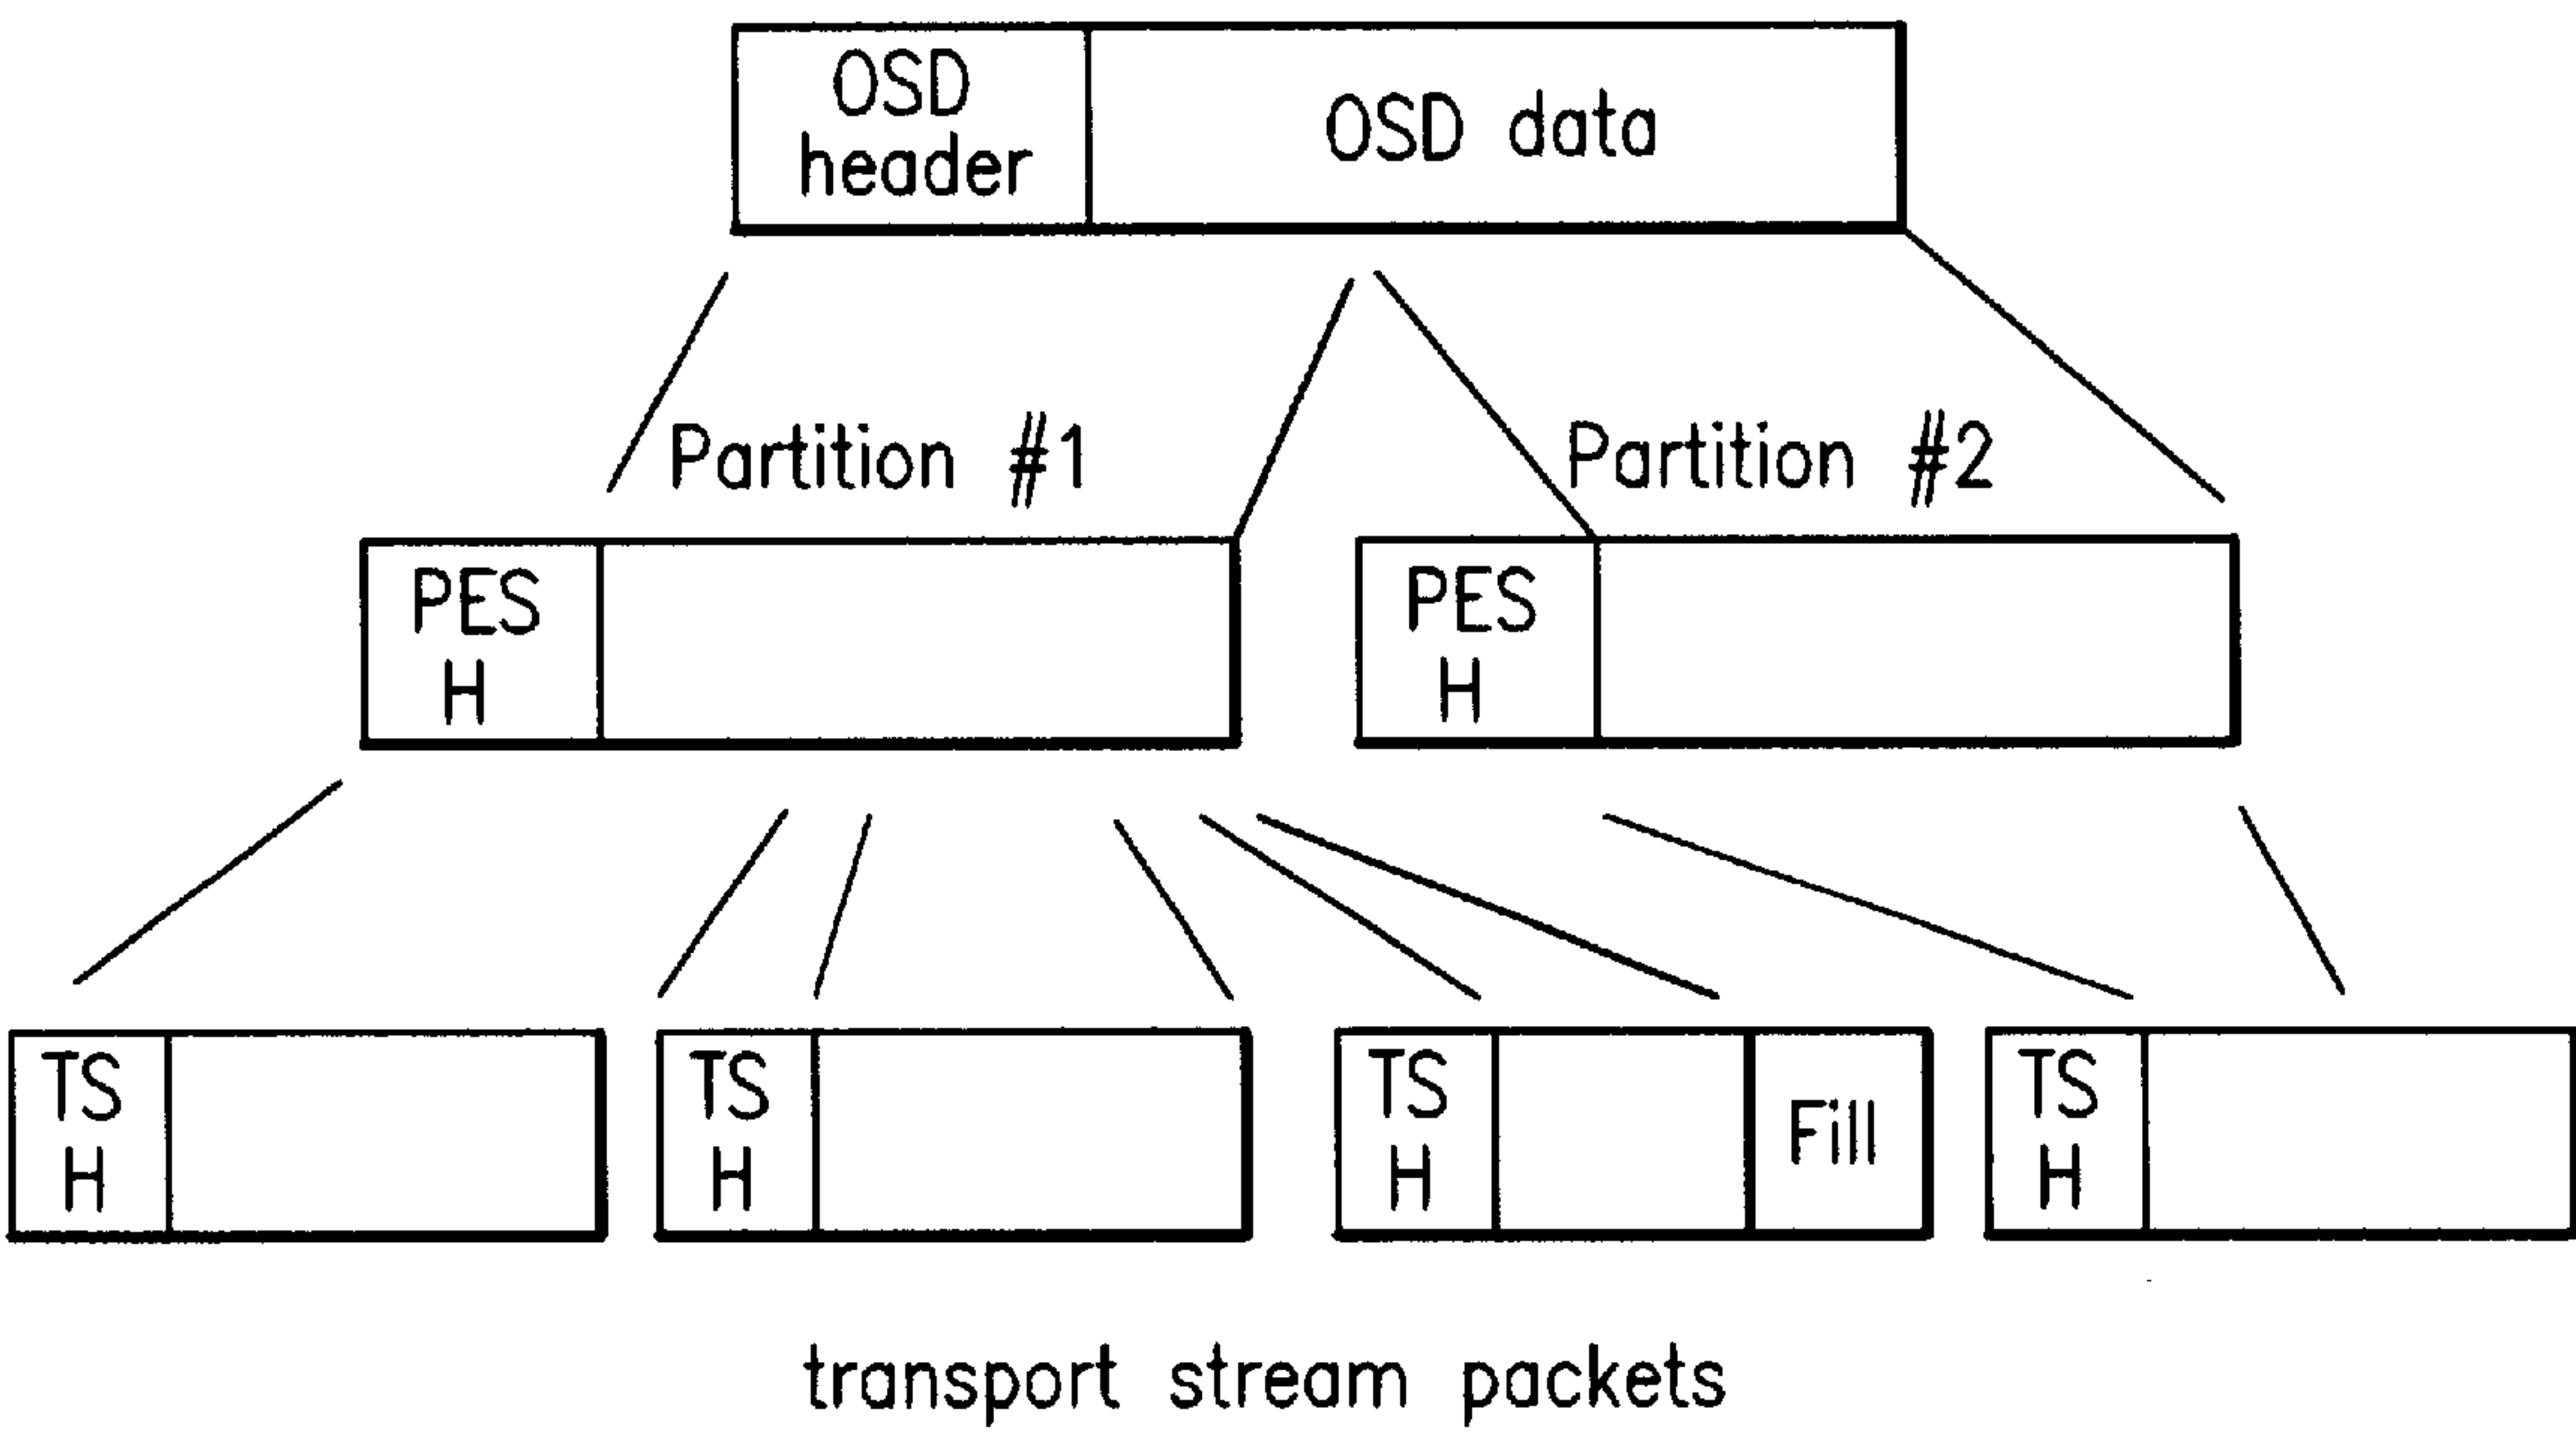 OSD
header
OSD data
Partition #1
Partition #2
PES
H
PES
H
TS
H
TS
H
TS
H
Fill
TS
H
transport stream packets